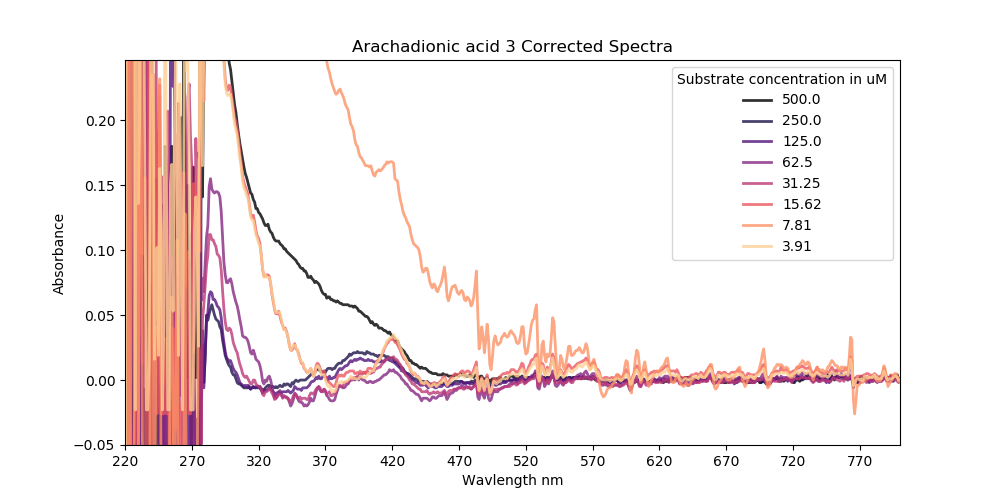 Arachadionic acid 3 Corrected Spectra
Substrate concentration in uM
500.0
250.0
125.0
62.5
31.25
15.62
7.81
3.91
Absorbance
0.20
0.15
0.10
0.05
0.00
−0.05
220 270 320 370 420 470 520 570 620 670 720 770
Wavlength nm